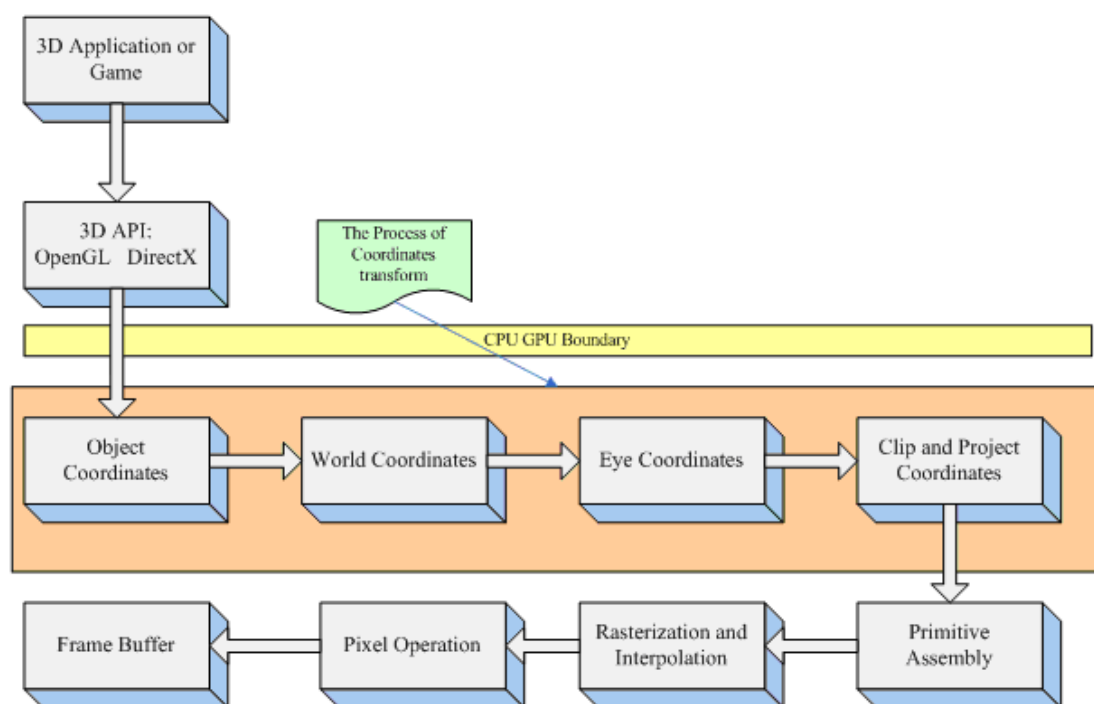 3D Application or
Game
3D API:
OpenGL DirectX
The Process of
Coordinates
transform
CPU GPU Boundary
Object
Coordinates
World Coordinates
Eye Coordinates
Clip and Project
Coordinates
Frame Buffer
Pixel Operation
Rasterization and
Interpolation
Primitive
Assembly